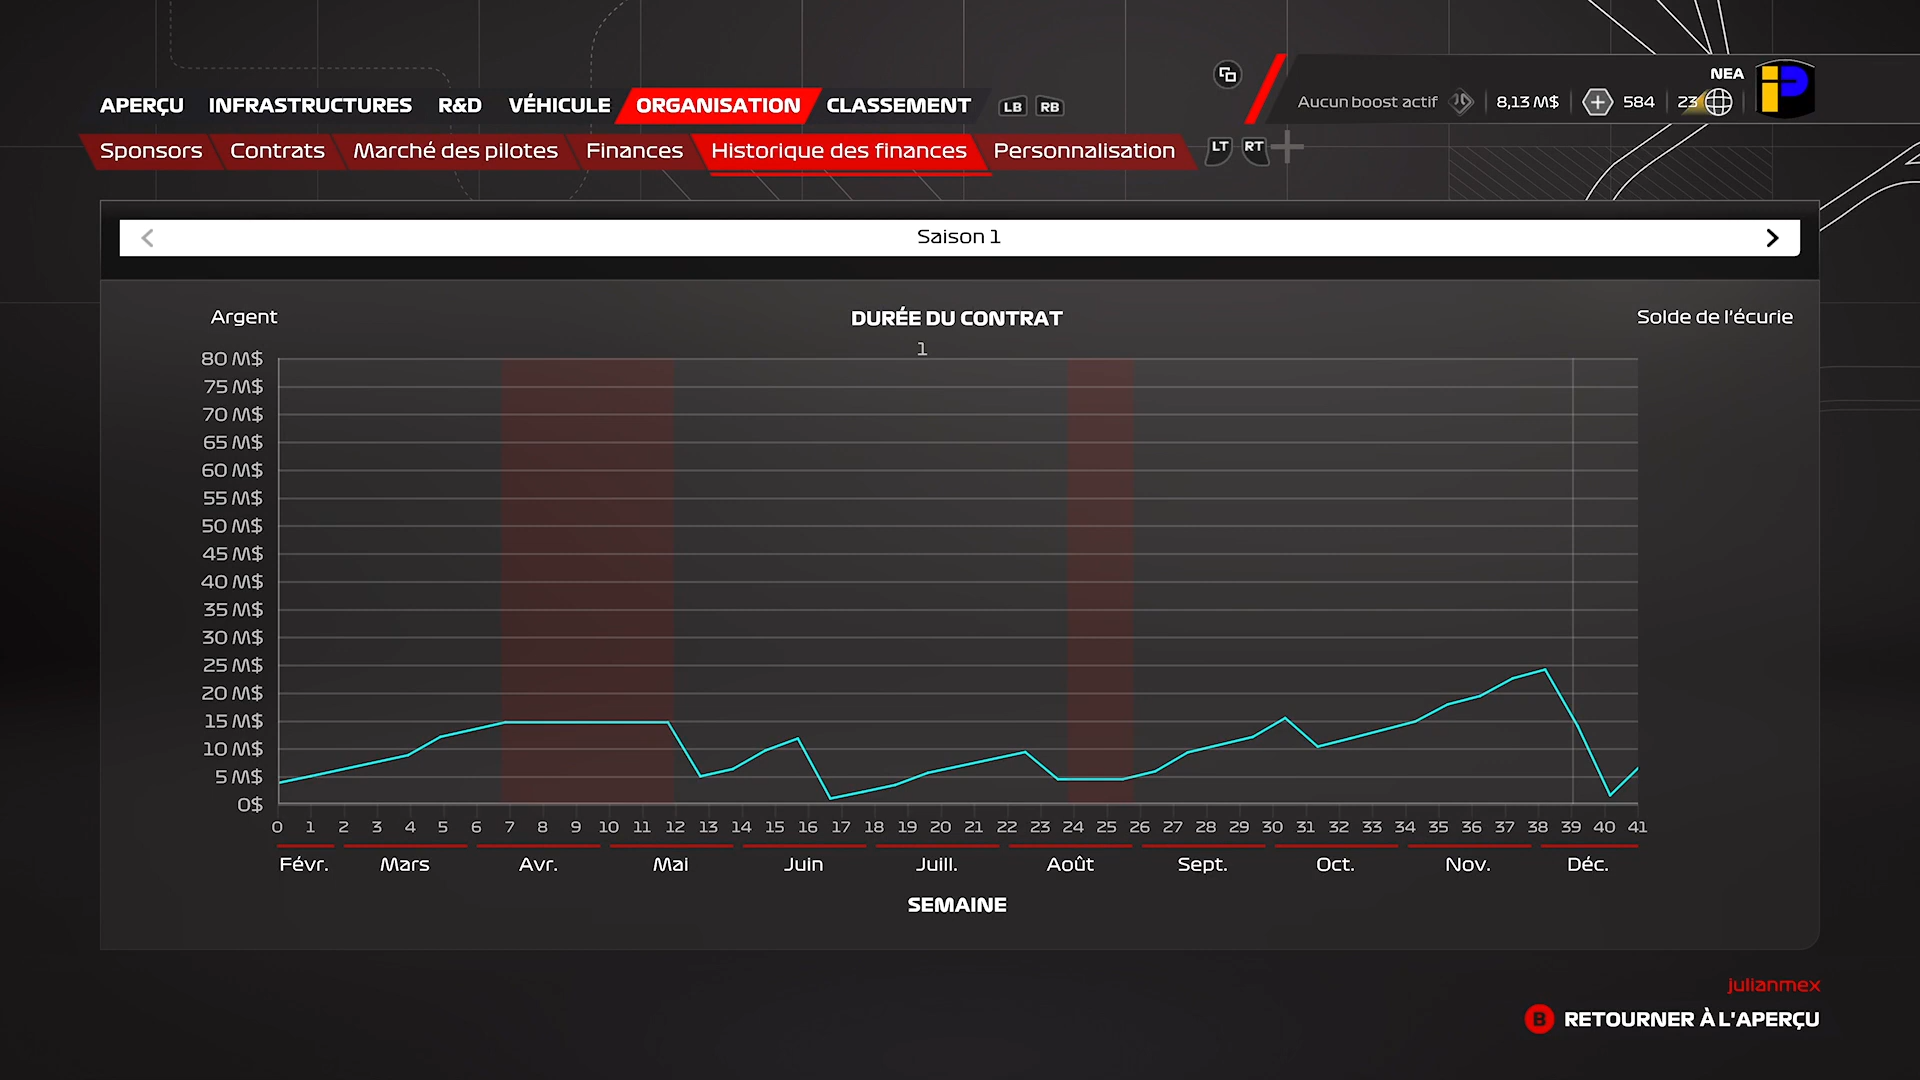 NEA
APERÇU INFRASTRUCTURES R&D VÉHICULE ORGANISATION CLASSEMENT LB RB
Aucun boost actif 8,13 M$ 584 23
Sponsors Contrats Marché des pilotes Finances Historique des finances Personnalisation LT RT
Saison 1
Argent DURÉE DU CONTRAT Solde de l'écurie
1
80 M$
75 M$
70 M$
65 M$
60 M$
55 M$
50 M$
45 M$
40 M$
35 M$
30 M$
25 M$
20 M$
15 M$
10 M$
5 M$
0$
0 1 2 3 4 5 6 7 8 9 10 11 12 13 14 15 16 17 18 19 20 21 22 23 24 25 26 27 28 29 30 31 32 33 34 35 36 37 38 39 40 41
Févr. Mars Avr. Mai Juin Juill. Août Sept. Oct. Nov. Déc.
SEMAINE
julianmex
B RETOURNER À L'APERÇU